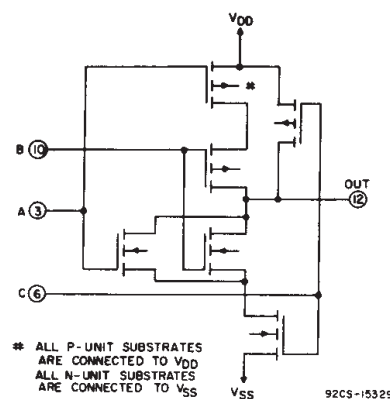 VDD
*
B 10
OUT
12
A 3
C 6
* ALL P-UNIT SUBSTRATES
ARE CONNECTED TO VDD
ALL N-UNIT SUBSTRATES
ARE CONNECTED TO VSS
VSS
92CS-15329